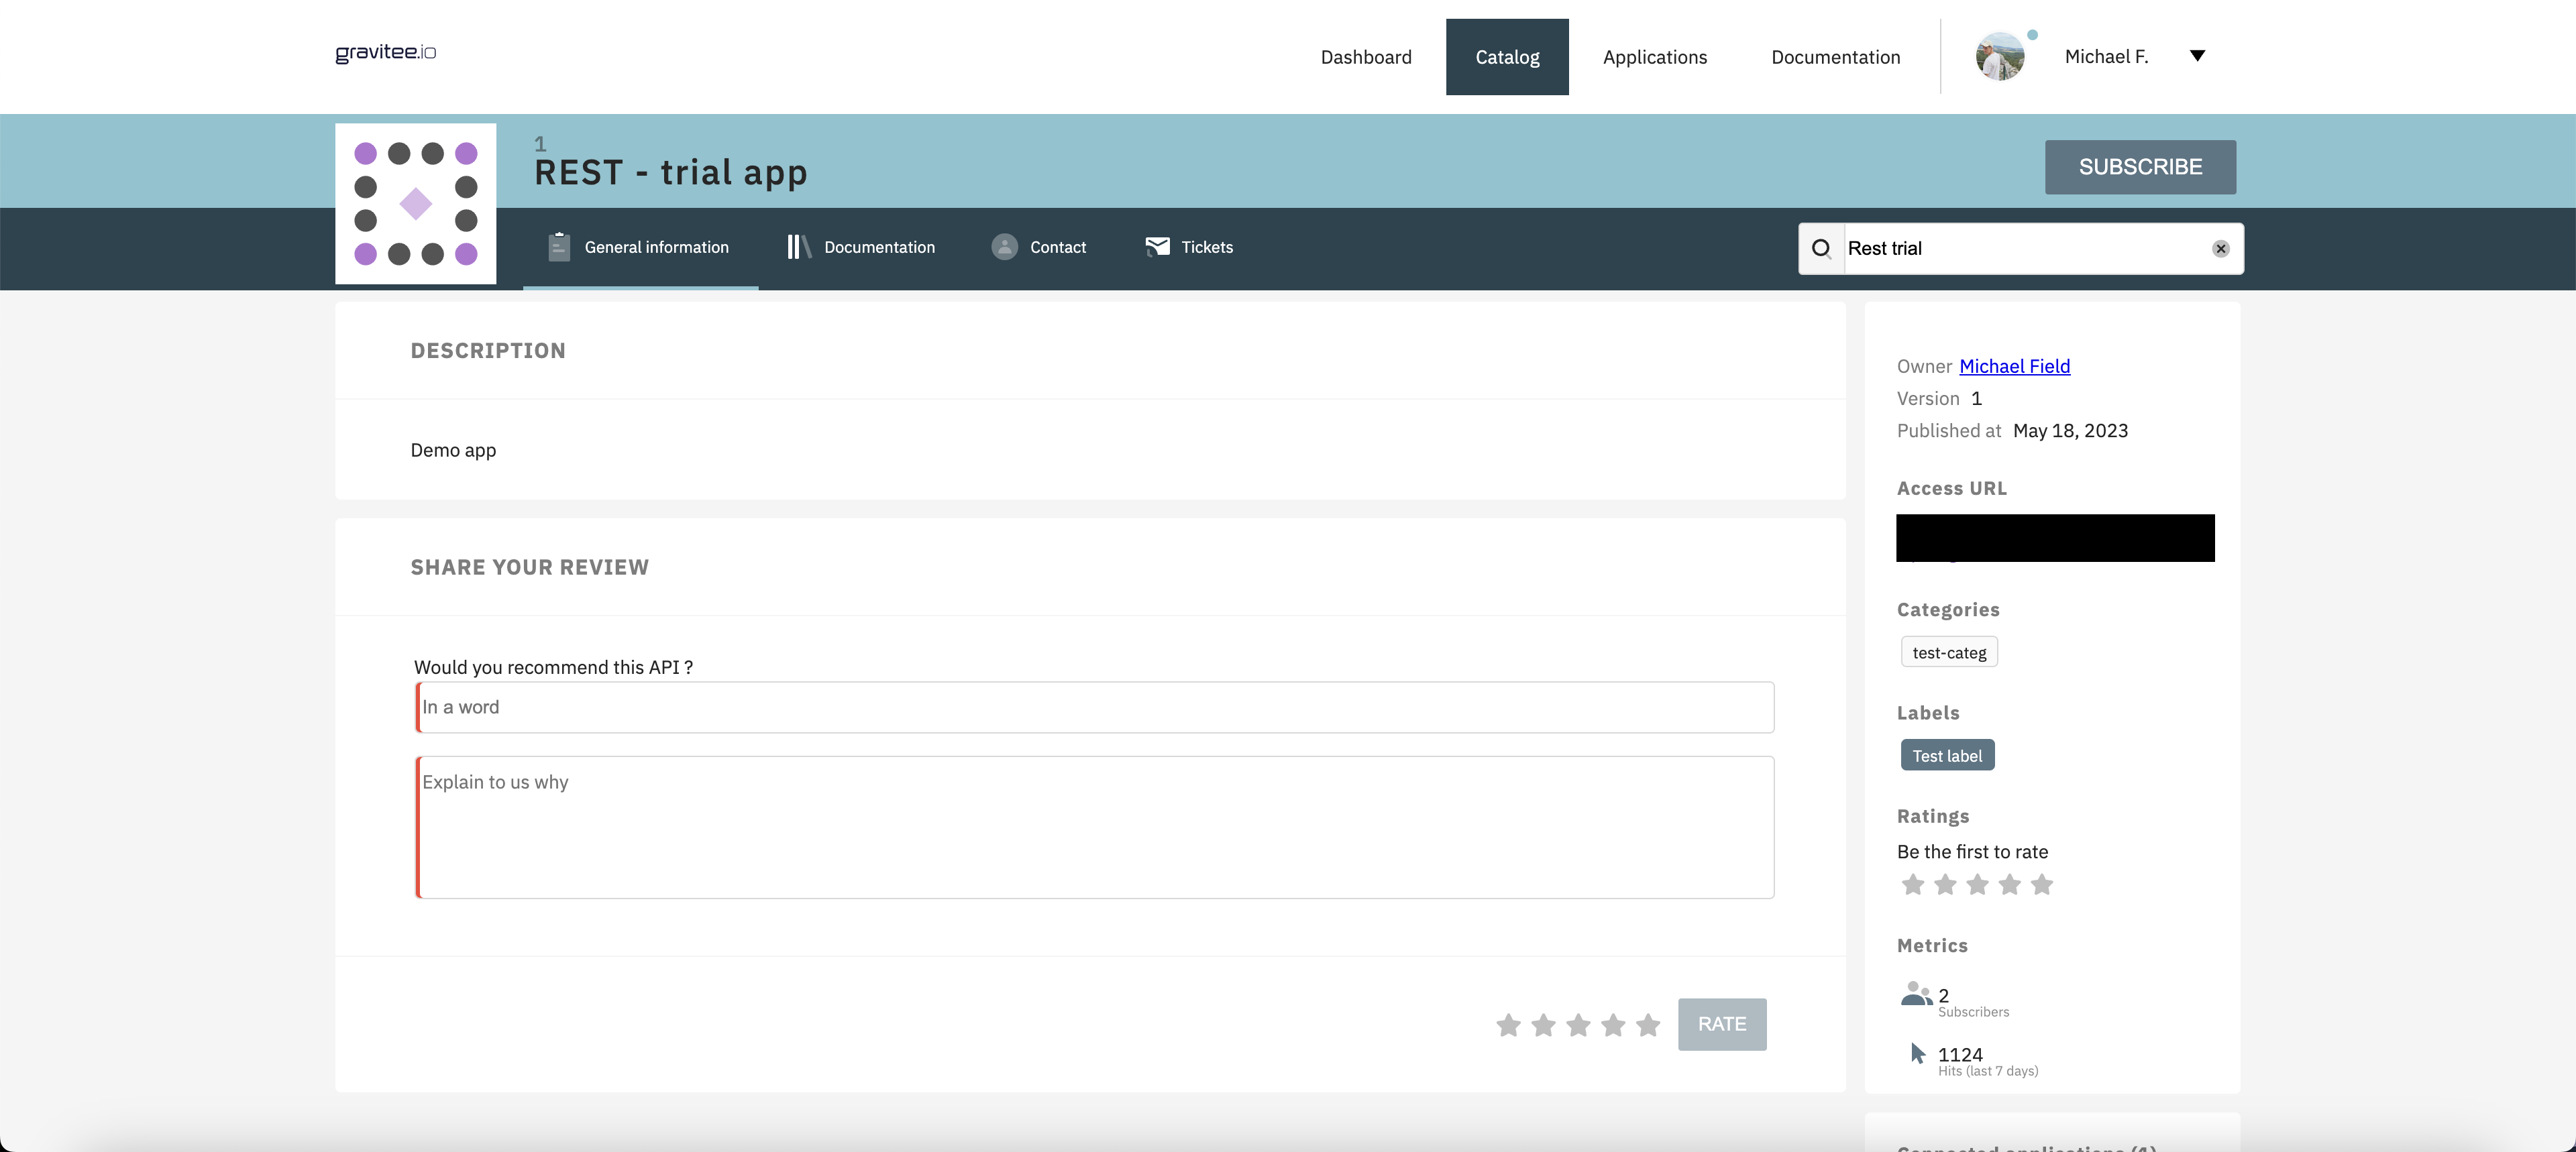 gravitee.io
Dashboard
Catalog
Applications
Documentation
Michael F.
1
REST - trial app
SUBSCRIBE
General information
Documentation
Contact
Tickets
Rest trial
DESCRIPTION
Demo app
SHARE YOUR REVIEW
Would you recommend this API ?
In a word
Explain to us why
RATE
Owner Michael Field
Version 1
Published at May 18, 2023
Access URL
Categories
test-categ
Labels
Test label
Ratings
Be the first to rate
Metrics
2
Subscribers
1124
Hits (last 7 days)
Connected applications (1)